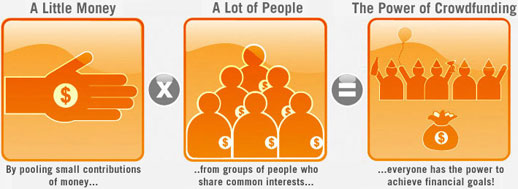 A Little Money
A Lot of People
The Power of Crowdfunding
$
X
$
$ $ $
=
$
By pooling small contributions
of money...
..from groups of people who
share common interests...
...everyone has the power to
achieve financial goals!